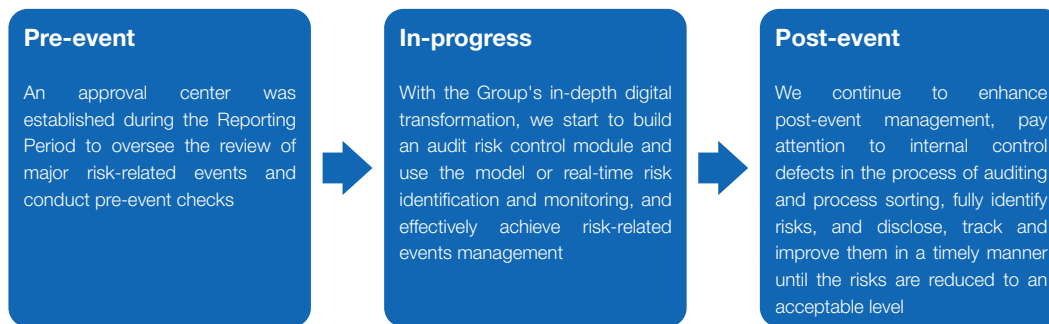 Pre-event
An approval center was
established during the Reporting
Period to oversee the review of
major risk-related events and
conduct pre-event checks
In-progress
With the Group's in-depth digital
transformation, we start to build
an audit risk control module and
use the model or real-time risk
identification and monitoring, and
effectively achieve risk-related
events management
Post-event
We continue to enhance
post-event management, pay
attention to internal control
defects in the process of auditing
and process sorting, fully identify
risks, and disclose, track and
improve them in a timely manner
until the risks are reduced to an
acceptable level